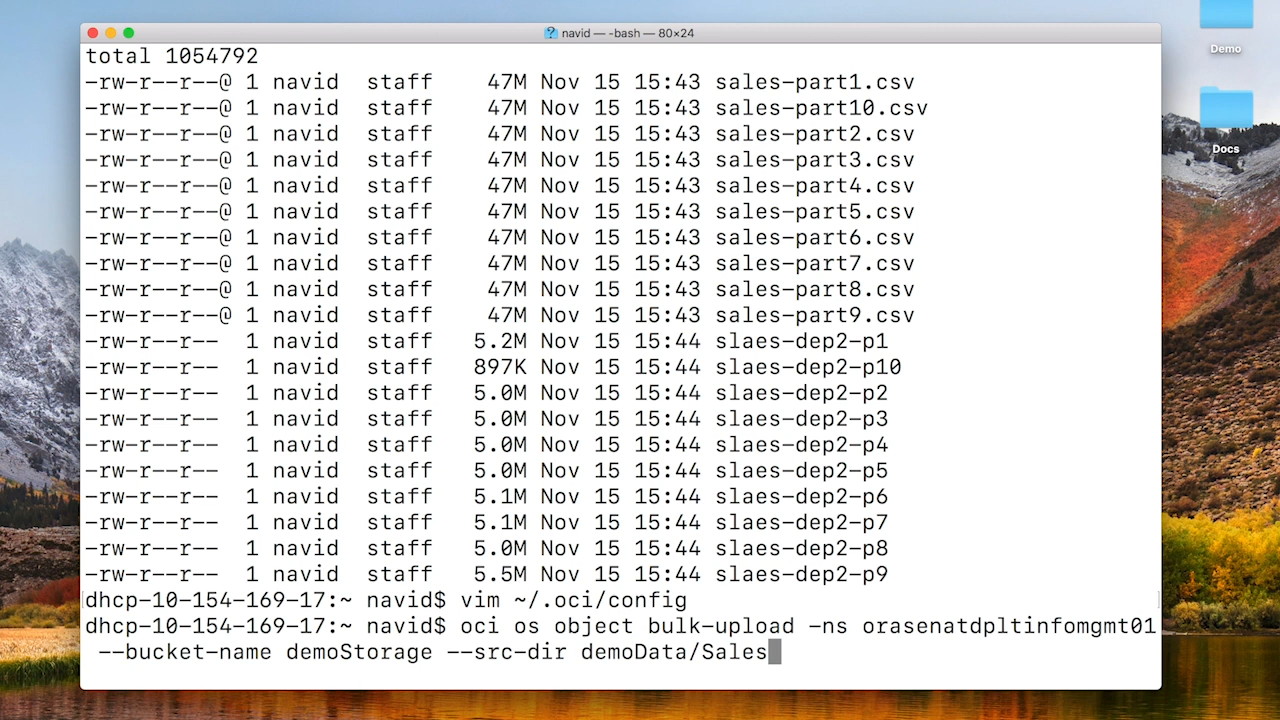 navid — -bash — 80×24
total 1054792
-rw-r--r--@ 1 navid  staff    47M Nov 15 15:43 sales-part1.csv
-rw-r--r--@ 1 navid  staff    47M Nov 15 15:43 sales-part10.csv
-rw-r--r--@ 1 navid  staff    47M Nov 15 15:43 sales-part2.csv
-rw-r--r--@ 1 navid  staff    47M Nov 15 15:43 sales-part3.csv
-rw-r--r--@ 1 navid  staff    47M Nov 15 15:43 sales-part4.csv
-rw-r--r--@ 1 navid  staff    47M Nov 15 15:43 sales-part5.csv
-rw-r--r--@ 1 navid  staff    47M Nov 15 15:43 sales-part6.csv
-rw-r--r--@ 1 navid  staff    47M Nov 15 15:43 sales-part7.csv
-rw-r--r--@ 1 navid  staff    47M Nov 15 15:43 sales-part8.csv
-rw-r--r--@ 1 navid  staff    47M Nov 15 15:43 sales-part9.csv
-rw-r--r--  1 navid  staff   5.2M Nov 15 15:44 slaes-dep2-p1
-rw-r--r--  1 navid  staff   897K Nov 15 15:44 slaes-dep2-p10
-rw-r--r--  1 navid  staff   5.0M Nov 15 15:44 slaes-dep2-p2
-rw-r--r--  1 navid  staff   5.0M Nov 15 15:44 slaes-dep2-p3
-rw-r--r--  1 navid  staff   5.0M Nov 15 15:44 slaes-dep2-p4
-rw-r--r--  1 navid  staff   5.0M Nov 15 15:44 slaes-dep2-p5
-rw-r--r--  1 navid  staff   5.1M Nov 15 15:44 slaes-dep2-p6
-rw-r--r--  1 navid  staff   5.1M Nov 15 15:44 slaes-dep2-p7
-rw-r--r--  1 navid  staff   5.0M Nov 15 15:44 slaes-dep2-p8
-rw-r--r--  1 navid  staff   5.5M Nov 15 15:44 slaes-dep2-p9
dhcp-10-154-169-17:~ navid$ vim ~/.oci/config
dhcp-10-154-169-17:~ navid$ oci os object bulk-upload -ns orasenatdpltinfomgmt01
 --bucket-name demoStorage --src-dir demoData/Sales
Demo
Docs